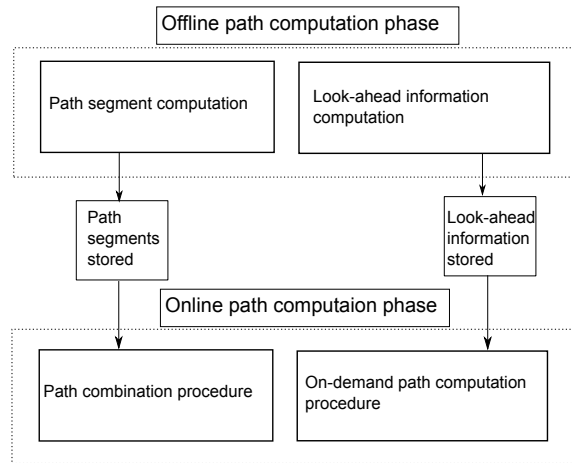 Offline path computation phase
Path segment computation
Look-ahead information
computation
Path
segments
stored
Look-ahead
information
stored
Online path computaion phase
Path combination procedure
On-demand path computation
procedure